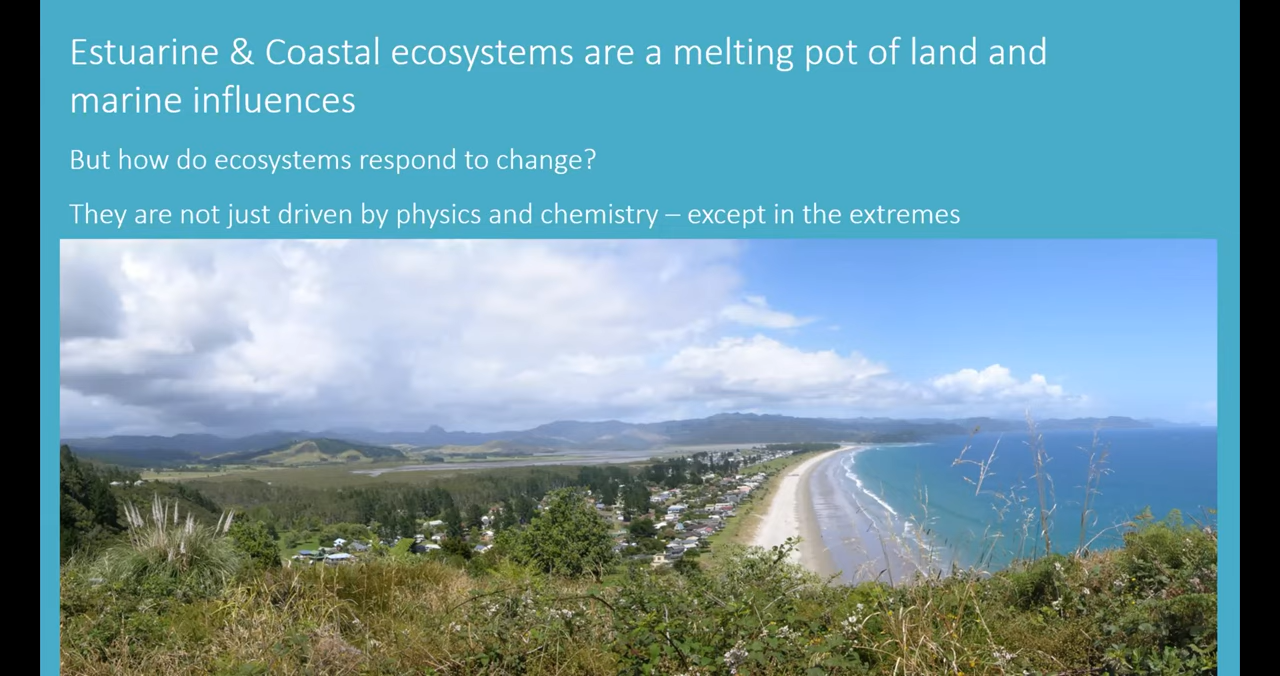 Estuarine & Coastal ecosystems are a melting pot of land and
marine influences
But how do ecosystems respond to change?
They are not just driven by physics and chemistry – except in the extremes